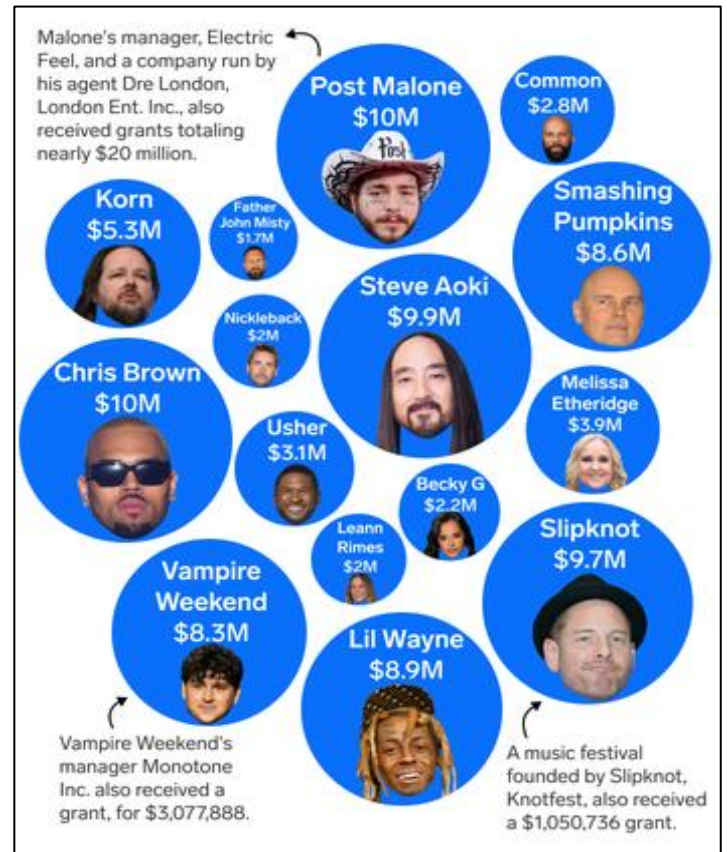 Malone's manager, Electric
Feel, and a company run by
his agent Dre London,
London Ent. Inc., also
received grants totaling
nearly $20 million.
Post Malone
$10M
Post
Common
$2.8M
Korn
$5.3M
Father
John Misty
$1.7M
Smashing
Pumpkins
$8.6M
Steve Aoki
$9.9M
Nickleback
$2M
Chris Brown
$10M
Melissa
Etheridge
$3.9M
Usher
$3.1M
Becky G
$2.2M
Leann
Rimes
$2M
Slipknot
$9.7M
Vampire
Weekend
$8.3M
Lil Wayne
$8.9M
Vampire Weekend's
manager Monotone
Inc. also received a
grant, for $3,077,888.
A music festival
founded by Slipknot,
Knotfest, also received
a $1,050,736 grant.